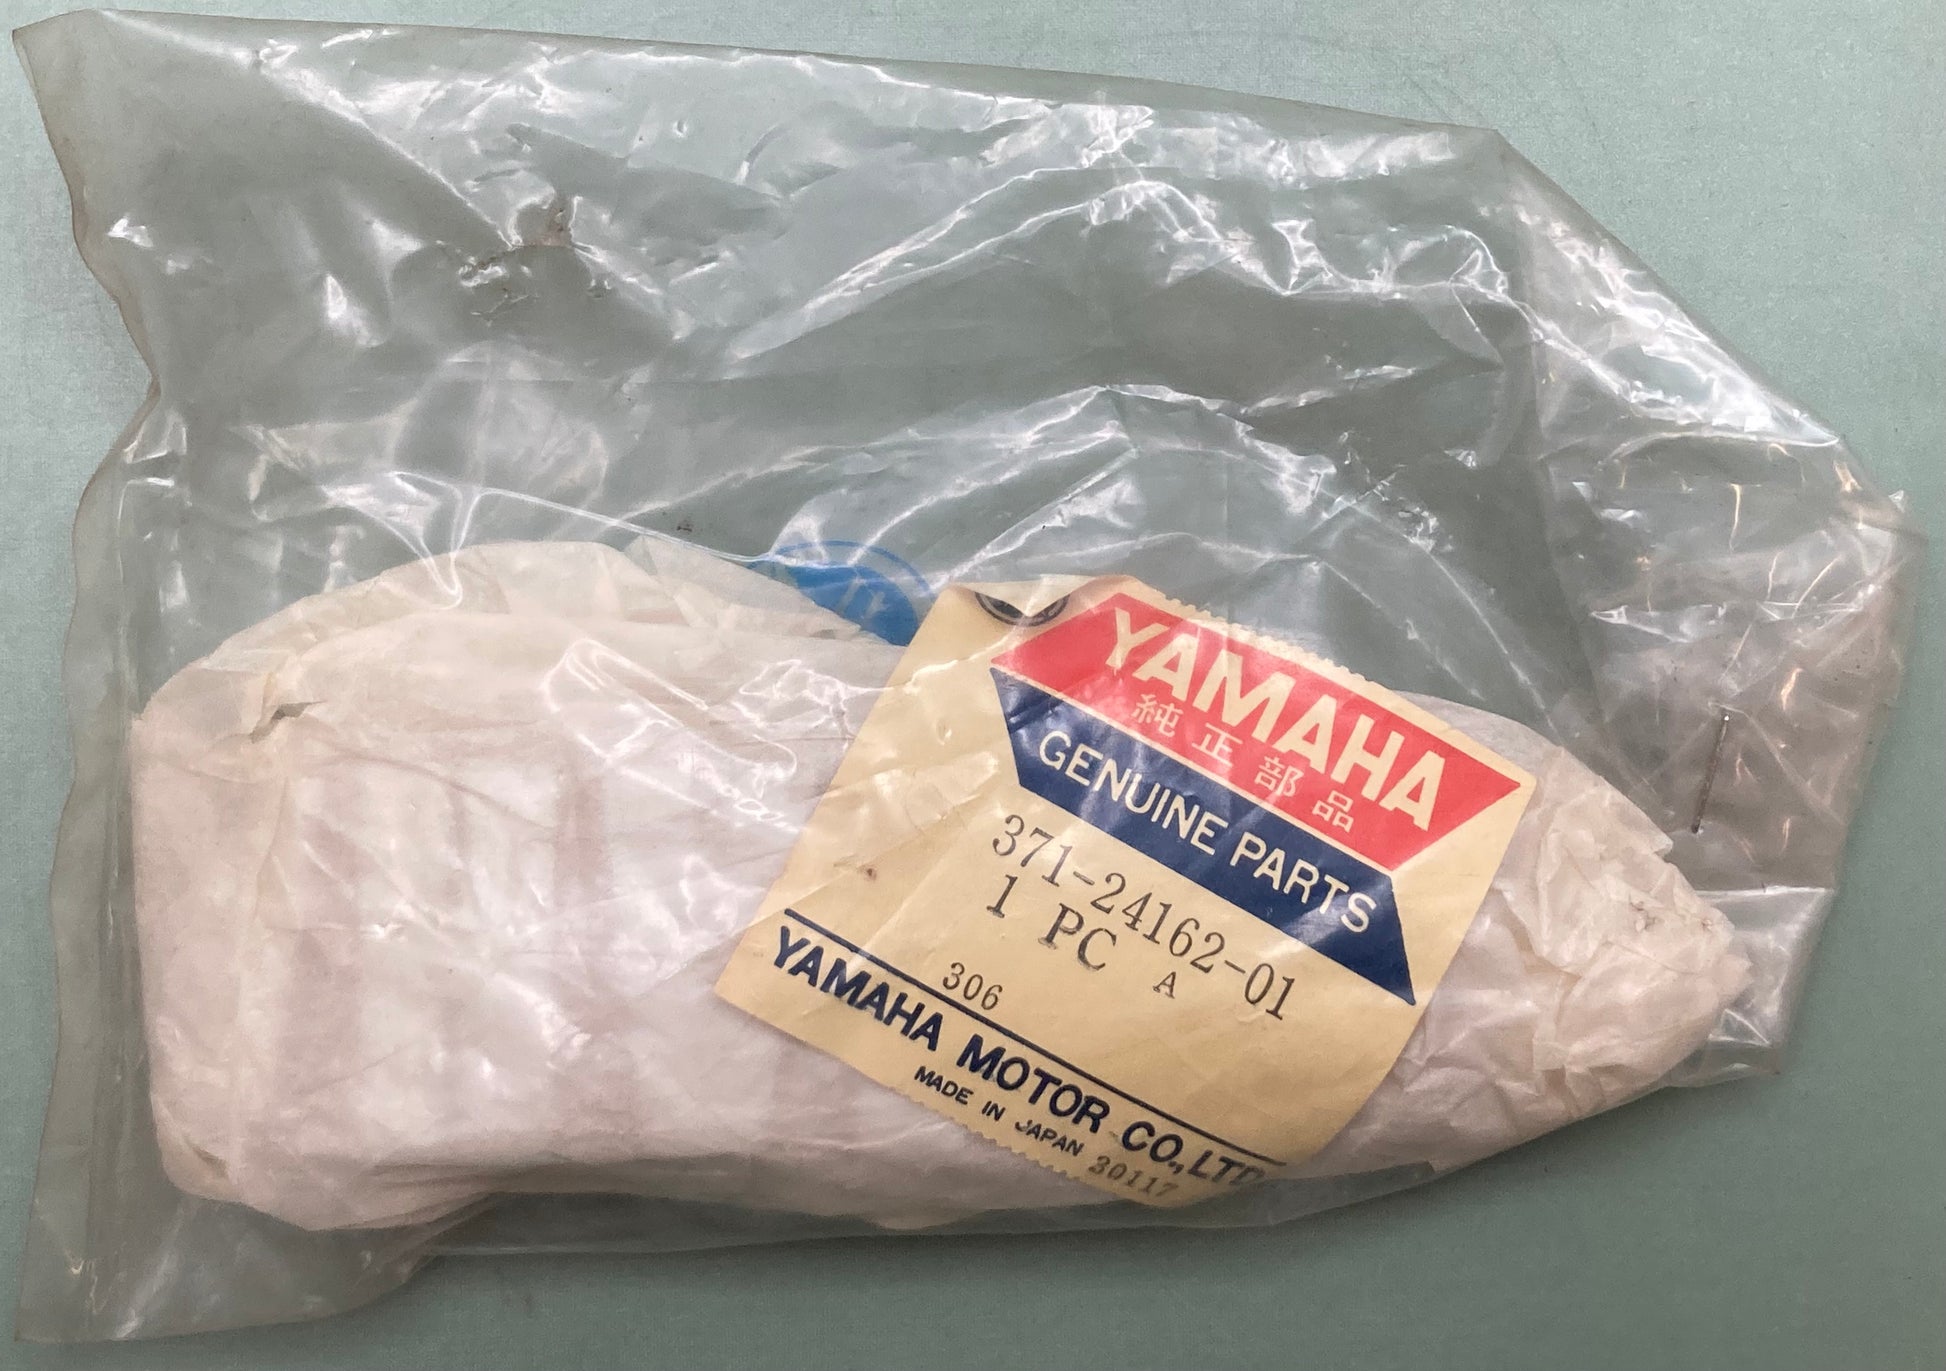 YAMAHA
純正部品
GENUINE PARTS
371-24162-01
1 PC A
306
YAMAHA MOTOR CO.,LTD.
MADE IN JAPAN 30117